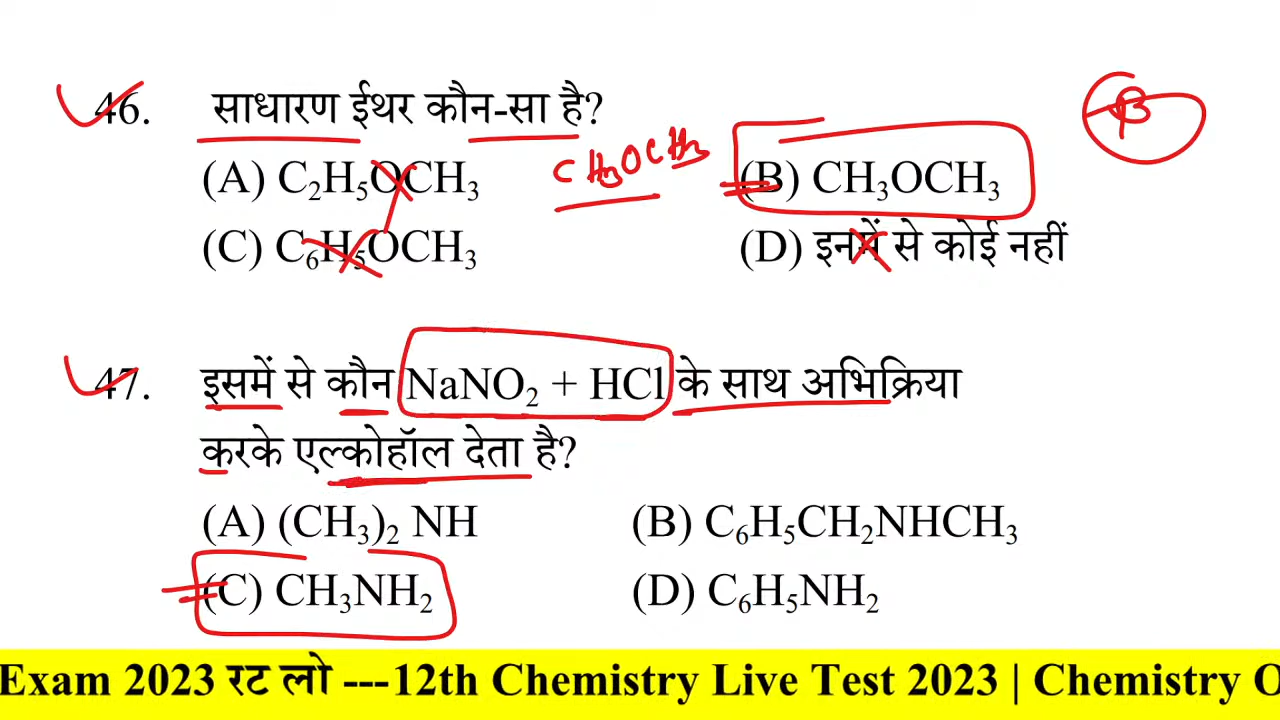 46. साधारण ईथर कौन-सा है?
CH3OCH3
(A) C₂H₅OCH₃ (B) CH₃OCH₃
(C) C₆H₅OCH₃ (D) इनमें से कोई नहीं
47. इसमें से कौन NaNO₂ + HCl के साथ अभिक्रिया
करके एल्कोहॉल देता है?
(A) (CH₃)₂ NH (B) C₆H₅CH₂NHCH₃
(C) CH₃NH₂ (D) C₆H₅NH₂
Exam 2023 रट लो ---12th Chemistry Live Test 2023 | Chemistry O